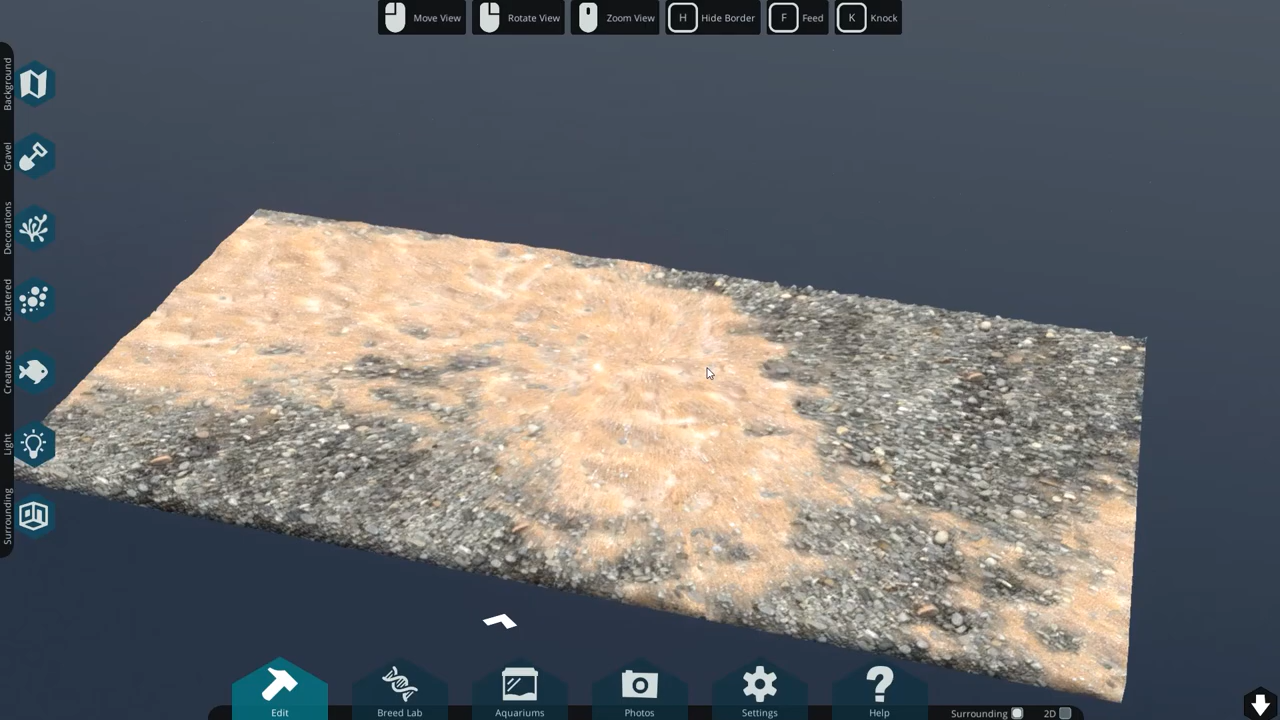 Move View
Rotate View
Zoom View
H Hide Border
F Feed
K Knock
Background
Gravel
Decorations
Scattered
Creatures
Light
Surrounding
Edit
Breed Lab
Aquariums
Photos
Settings
Help
Surrounding
2D